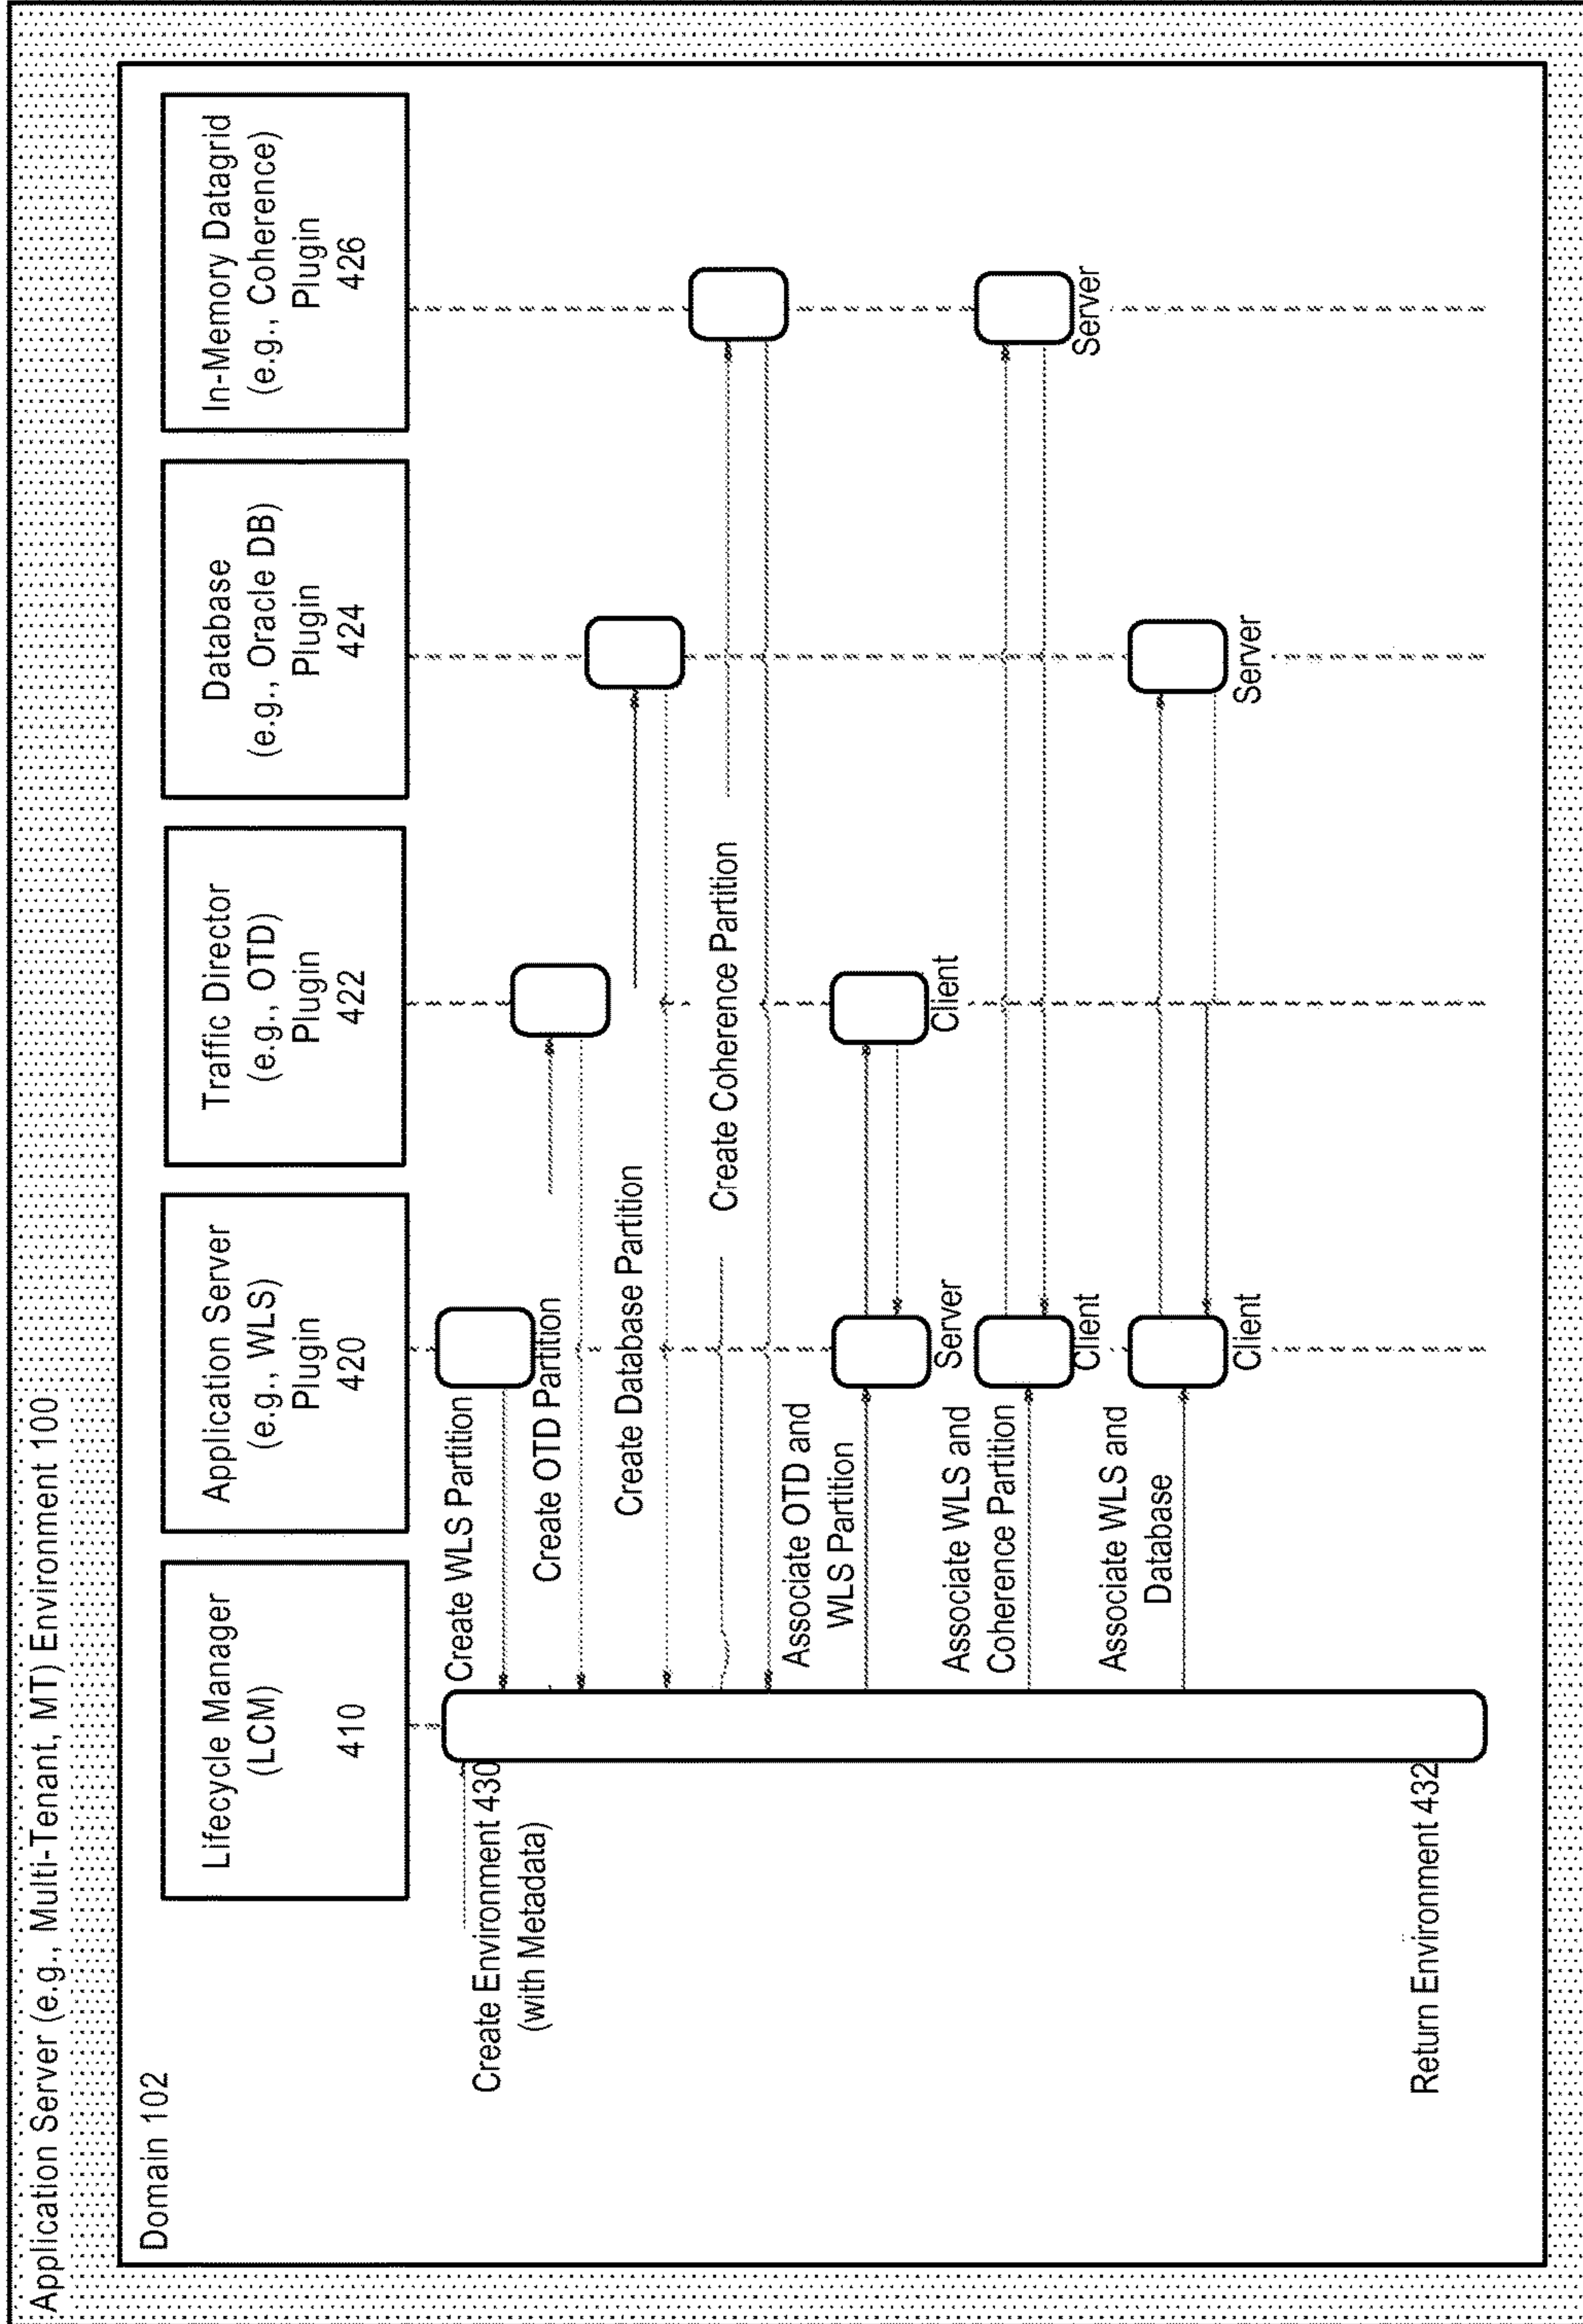 Application Server (e.g., Multi-Tenant, MT) Environment 100
Domain 102
Lifecycle Manager
(LCM)
410
Application Server
(e.g., WLS)
Plugin
420
Traffic Director
(e.g., OTD)
Plugin
422
Database
(e.g., Oracle DB)
Plugin
424
In-Memory Datagrid
(e.g., Coherence)
Plugin
426
Create Environment 430
(with Metadata)
Create WLS Partition
Create OTD Partition
Create Database Partition
Create Coherence Partition
Associate OTD and
WLS Partition
Server
Client
Associate WLS and
Coherence Partition
Client
Server
Associate WLS and
Database
Client
Server
Return Environment 432